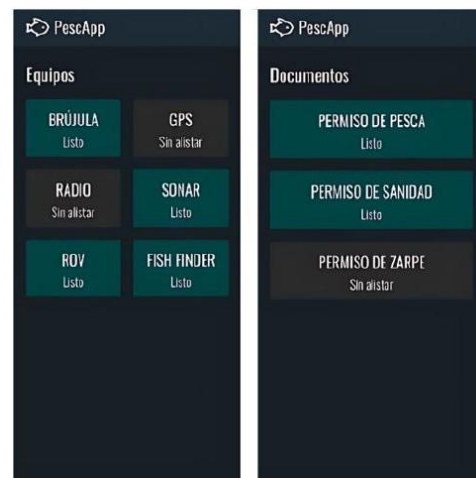 PescApp
Equipos
BRÚJULA
Listo
GPS
Sin alistar
RADIO
Sin alistar
SONAR
Listo
ROV
Listo
FISH FINDER
Listo
PescApp
Documentos
PERMISO DE PESCA
Listo
PERMISO DE SANIDAD
Listo
PERMISO DE ZARPE
Sin alistar